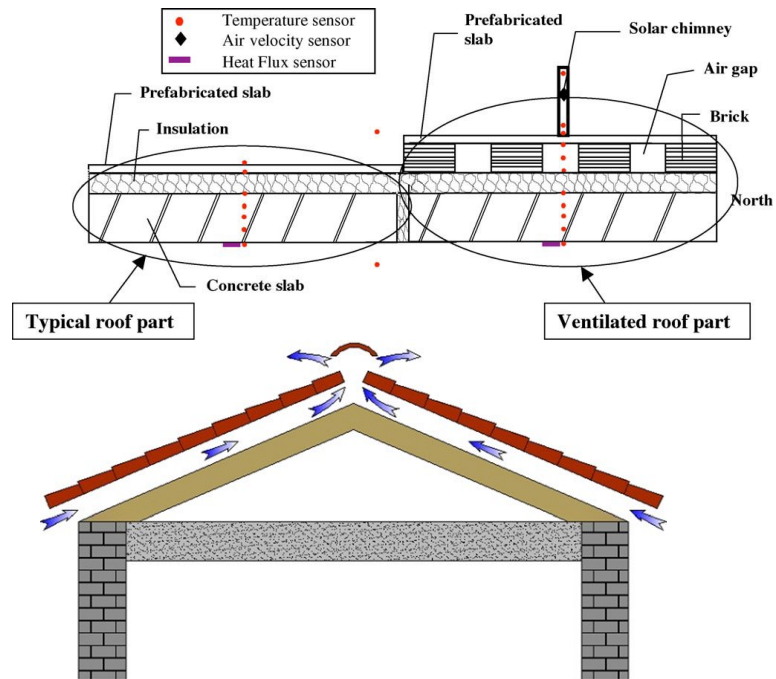 Temperature sensor
Air velocity sensor
Heat Flux sensor
Prefabricated
slab
Solar chimney
Air gap
Brick
Prefabricated slab
Insulation
North
Concrete slab
Typical roof part
Ventilated roof part